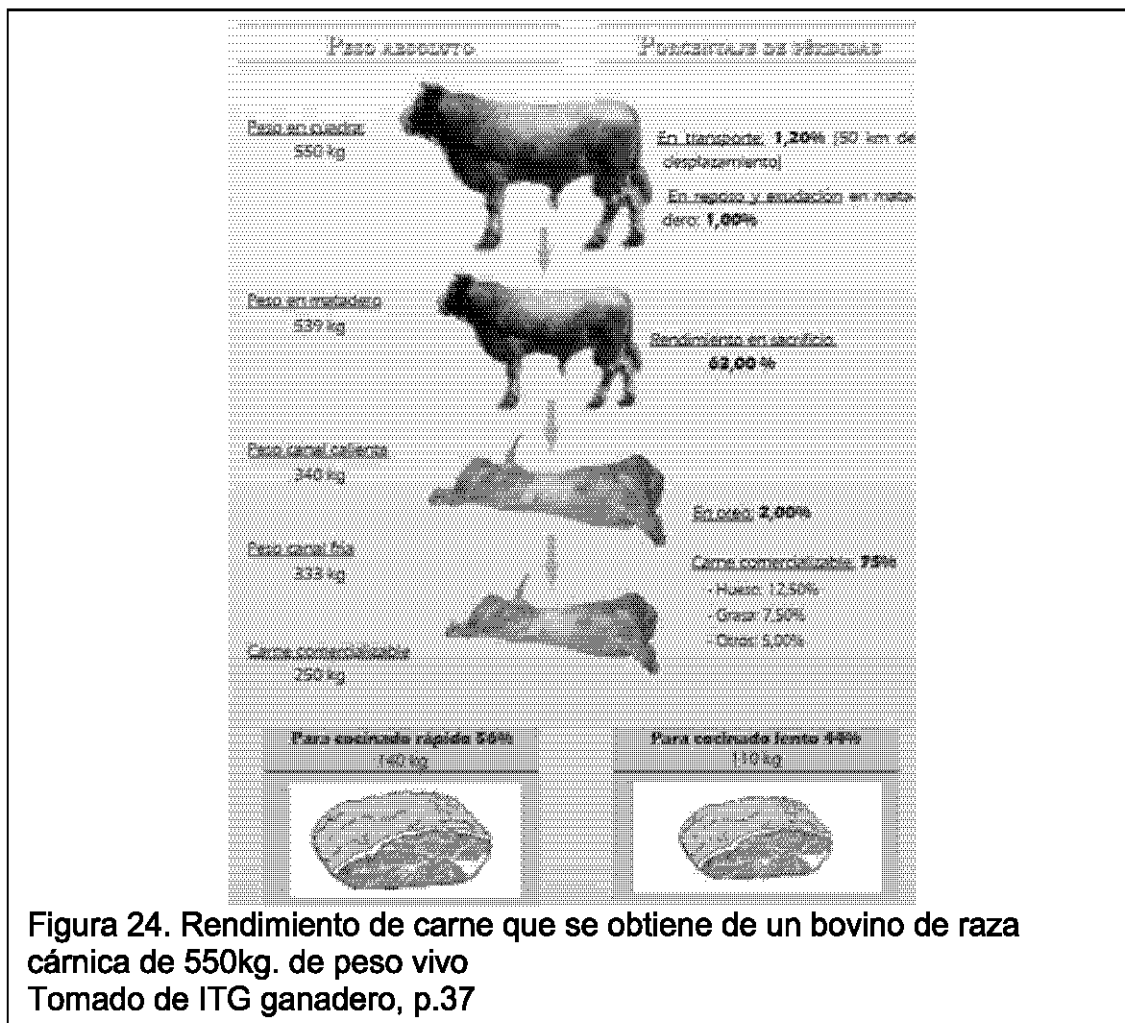 PESO ABSOLUTO
PORCENTAJE DE PÉRDIDAS
Peso en cuadra:
550 kg
En transporte: 1,20% (50 km de
desplazamiento)
En reposo y exudación en mata-
dero: 1,00%
Peso en matadero
539 kg
Rendimiento en sacrificio:
63,00 %
Peso canal caliente
340 kg
En oreo: 2,00%
Peso canal fría
333 kg
Carne comercializable: 75%
- Hueso: 12,50%
- Grasa: 7,50%
- Otros: 5,00%
Carne comercializable
250 kg
Para cocinado rápido 56%
140 kg
Para cocinado lento 44%
110 kg
Figura 24. Rendimiento de carne que se obtiene de un bovino de raza
cárnica de 550kg. de peso vivo
Tomado de ITG ganadero, p.37